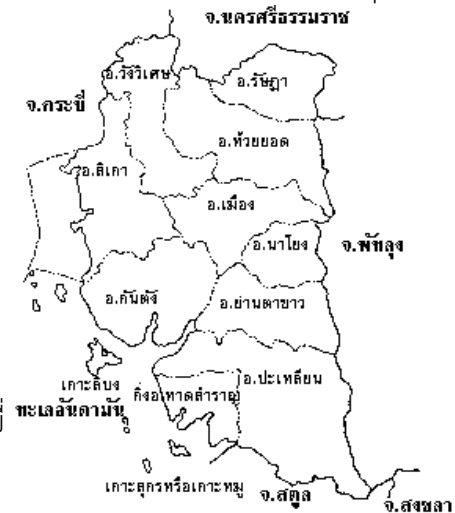 จ.นครศรีธรรมราช
อ.วังวิเศษ
อ.รัษฎา
จ.กระบี่
อ.ห้วยยอด
อ.สิเกา
อ.เมือง
อ.นาโยง
จ.พัทลุง
อ.กันตัง
อ.ย่านตาขาว
เกาะลิบง
กิ่งอ.หาดสำราญ
อ.ปะเหลียน
ทะเลอันดามัน
เกาะสุกรหรือเกาะหมู
จ.สตูล
จ.สงขลา